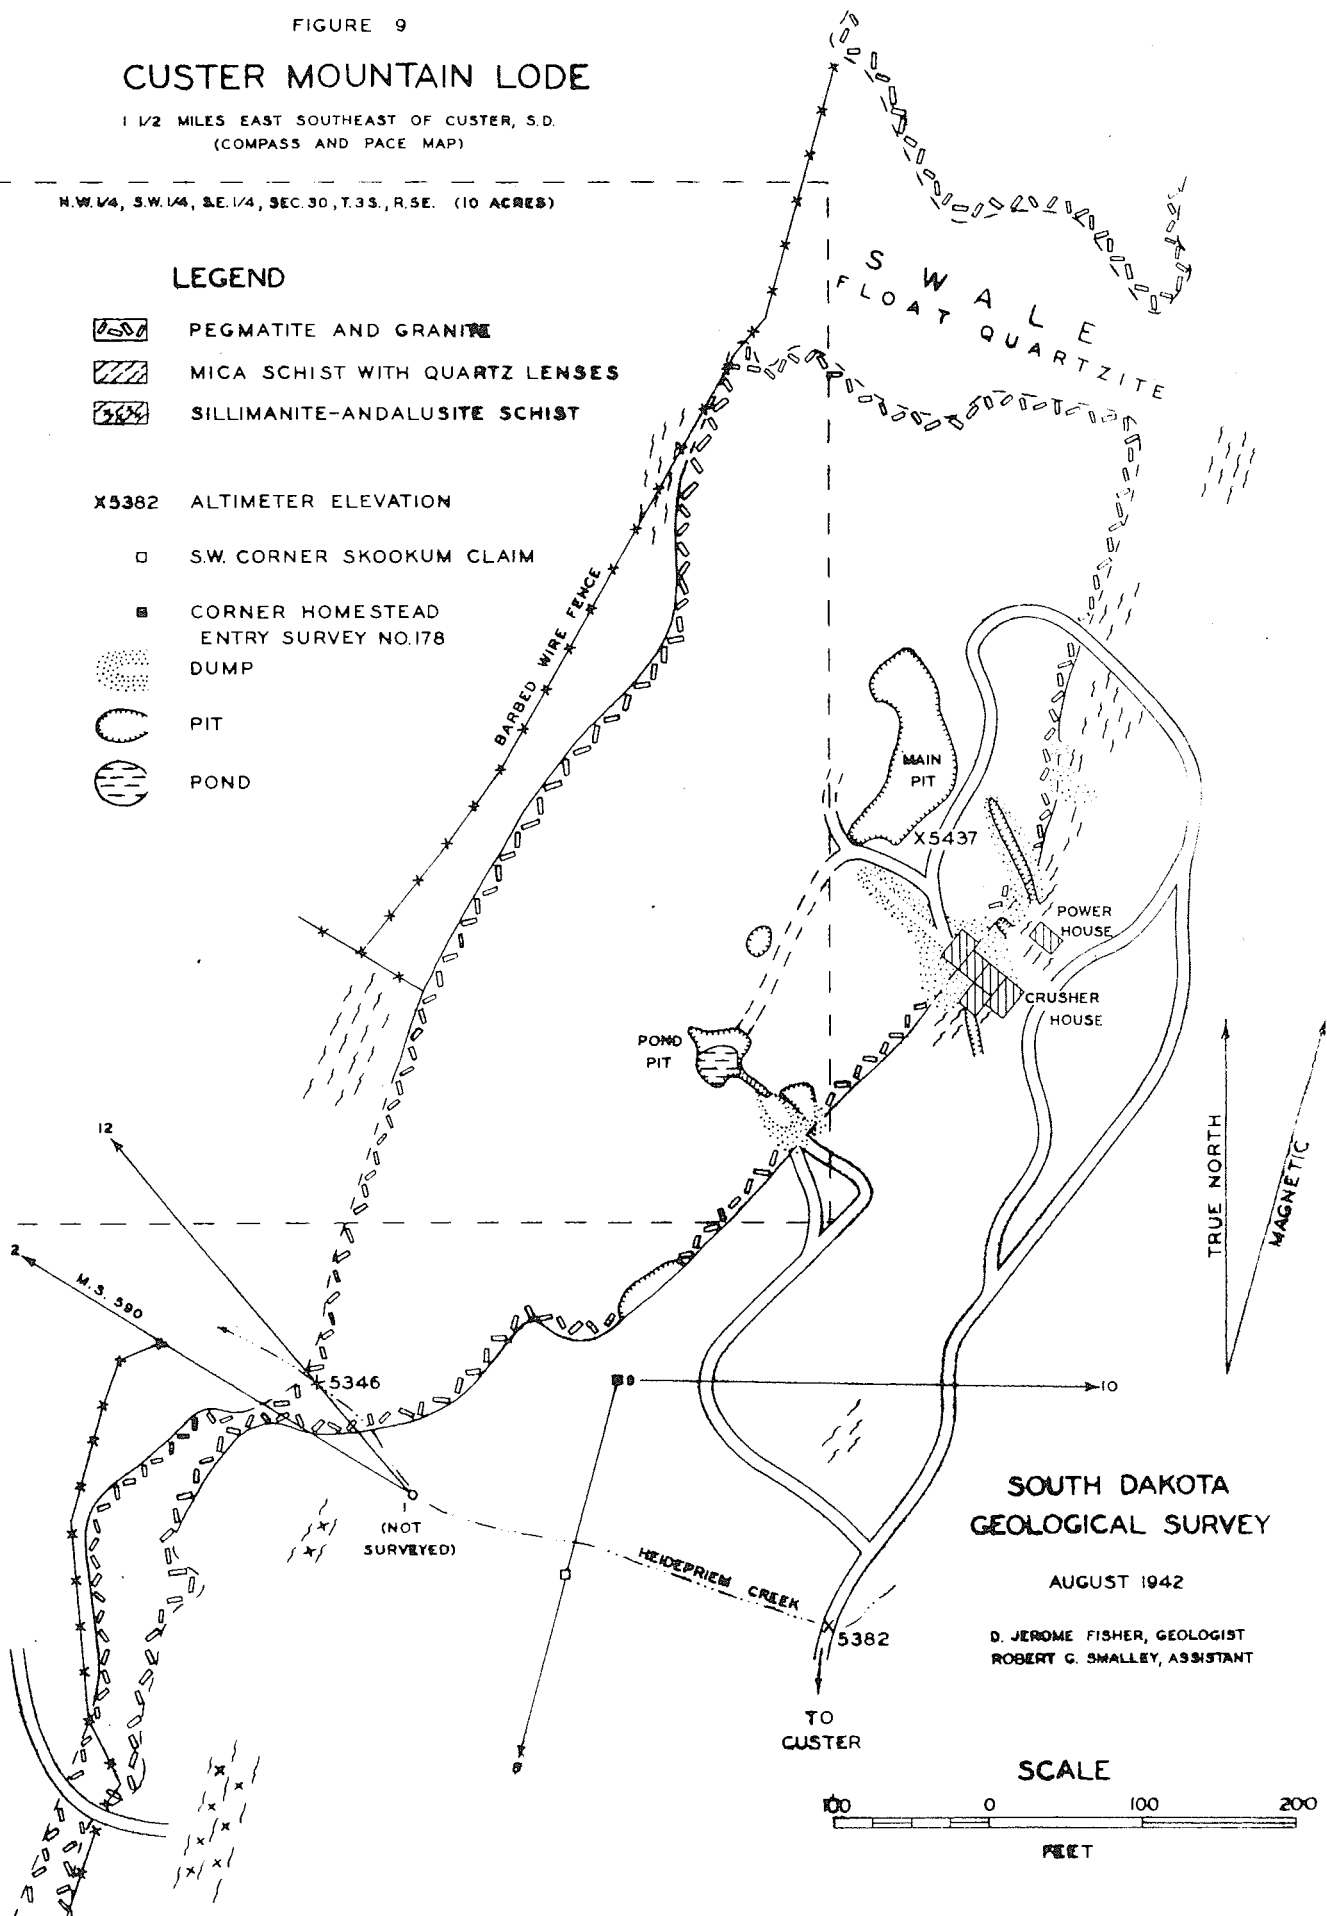 FIGURE 9
CUSTER MOUNTAIN LODE
1 1/2 MILES EAST SOUTHEAST OF CUSTER, S.D.
(COMPASS AND PACE MAP)
N.W.1/4, S.W.1/4, S.E.1/4, SEC.30, T.3S., R.5E. (10 ACRES)
LEGEND
PEGMATITE AND GRANITE
MICA SCHIST WITH QUARTZ LENSES
SILLIMANITE-ANDALUSITE SCHIST
X5382 ALTIMETER ELEVATION
S.W. CORNER SKOOKUM CLAIM
CORNER HOMESTEAD
ENTRY SURVEY NO.178
DUMP
PIT
POND
SWALE
FLOAT QUARTZITE
BARBED WIRE FENCE
MAIN
PIT
X5437
POWER
HOUSE
CRUSHER
HOUSE
POND
PIT
12
2
M.S. 590
5346
9
10
1
(NOT
SURVEYED)
HEIDEPRIEM CREEK
5382
TO
CUSTER
TRUE NORTH
MAGNETIC
SOUTH DAKOTA
GEOLOGICAL SURVEY
AUGUST 1942
D. JEROME FISHER, GEOLOGIST
ROBERT G. SMALLEY, ASSISTANT
SCALE
100 0 100 200
FEET